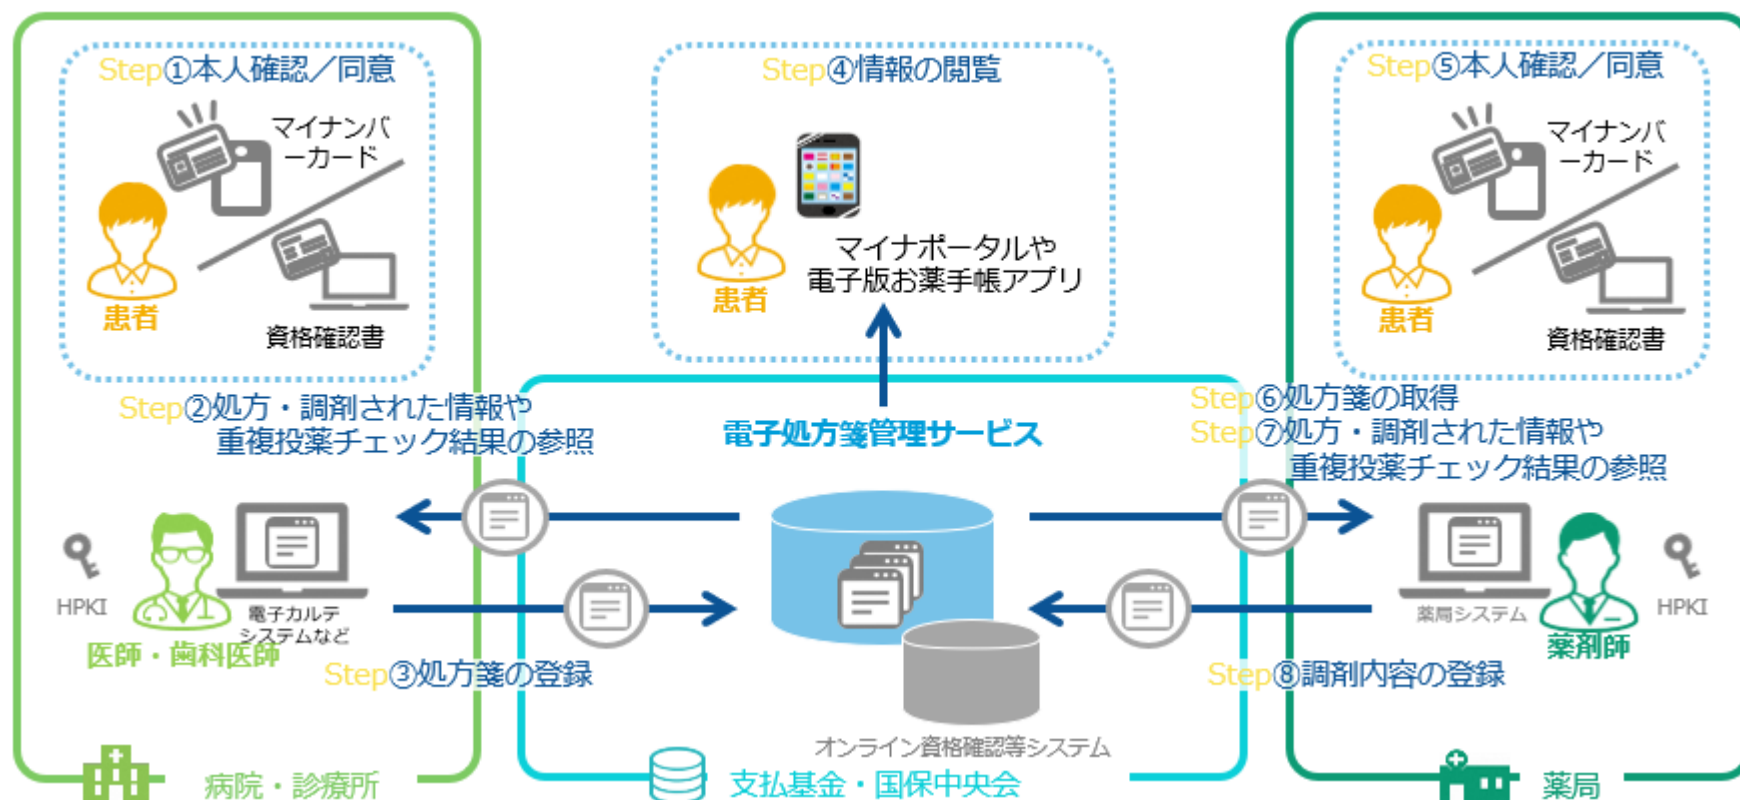 Step①本人確認／同意
マイナンバ
ーカード
患者
資格確認書
Step②処方・調剤された情報や
重複投薬チェック結果の参照
HPKI
電子カルテ
システムなど
医師・歯科医師
Step③処方箋の登録
病院・診療所
Step④情報の閲覧
患者
マイナポータルや
電子版お薬手帳アプリ
電子処方箋管理サービス
オンライン資格確認等システム
支払基金・国保中央会
Step⑤本人確認／同意
マイナンバ
ーカード
患者
資格確認書
Step⑥処方箋の取得
Step⑦処方・調剤された情報や
重複投薬チェック結果の参照
薬局システム
HPKI
薬剤師
Step⑧調剤内容の登録
薬局